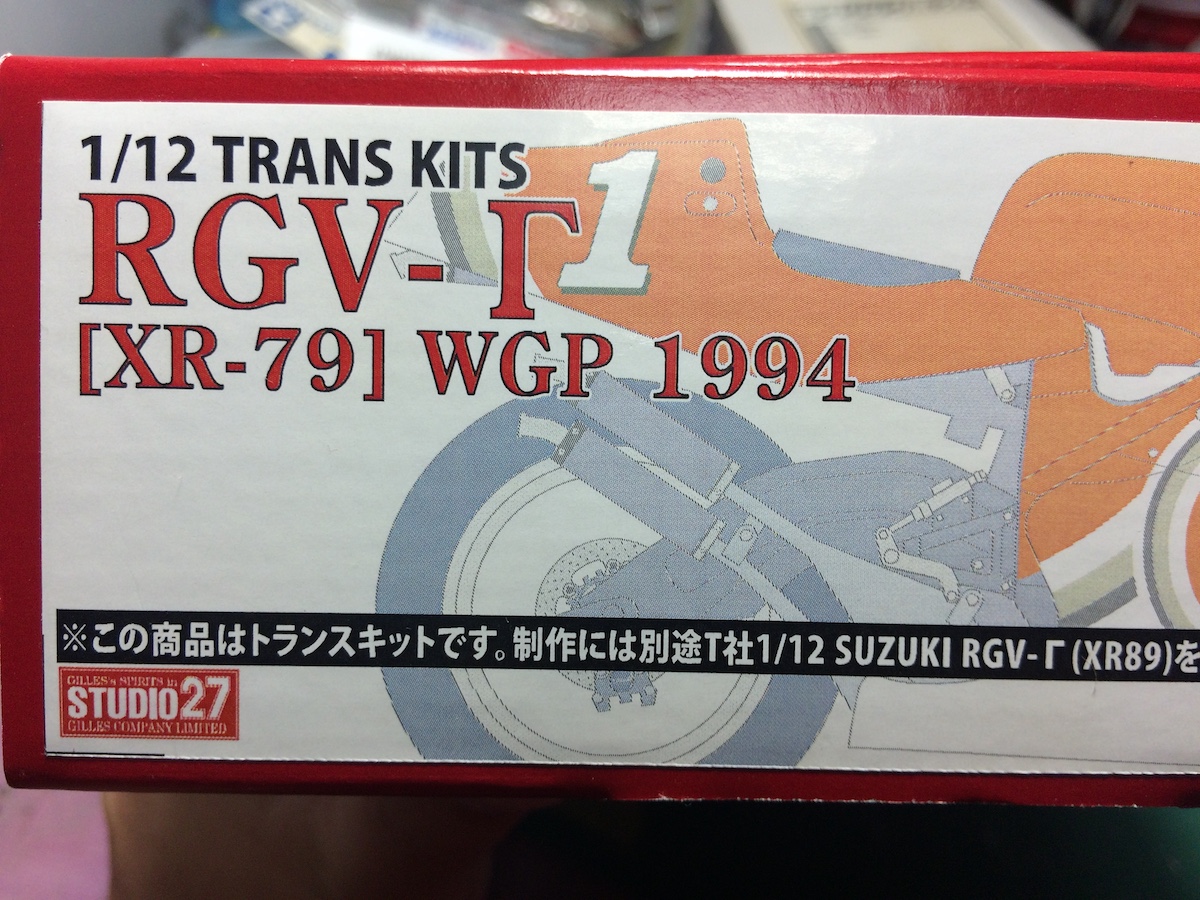 1/12 TRANS KITS
RGV-Γ
1
[XR-79] WGP 1994
※この商品はトランスキットです。制作には別途T社1/12 SUZUKI RGV-Γ(XR89)を
GILLES's SPIRITS in
STUDIO27
GILLES COMPANY LIMITED